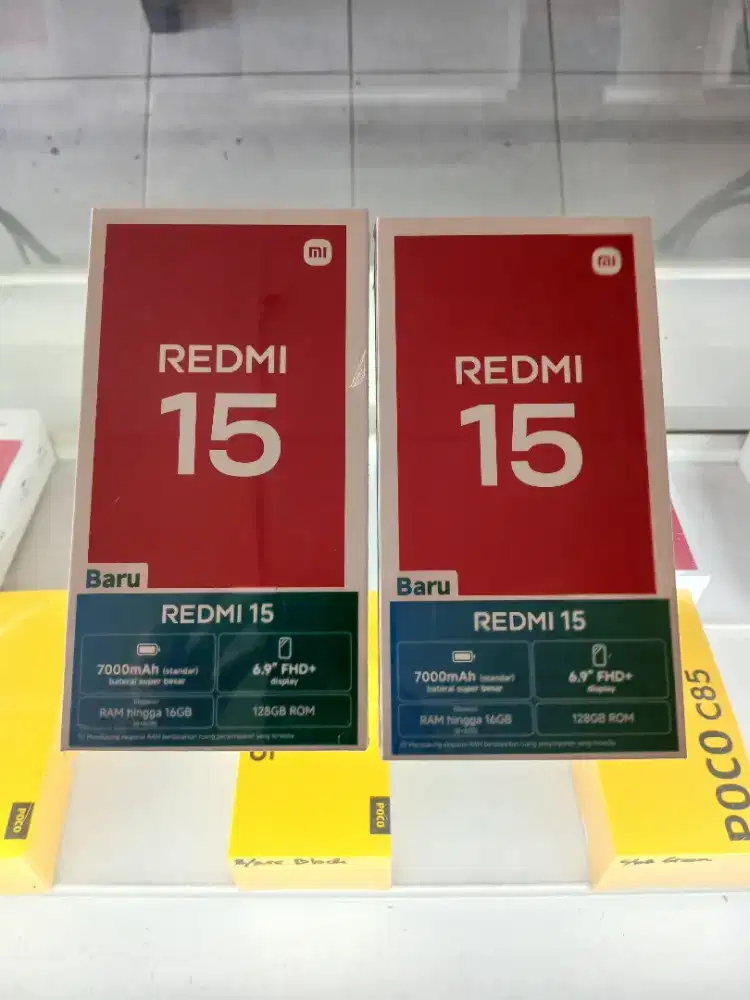 mi
REDMI
15
Baru
REDMI 15
7000mAh (standar)
baterai super besar
6.9" FHD+
display
RAM hingga 16GB
128GB ROM
mi
REDMI
15
Baru
REDMI 15
7000mAh (standar)
baterai super besar
6.9" FHD+
display
RAM hingga 16GB
128GB ROM
POCO
POCO
POCO C85